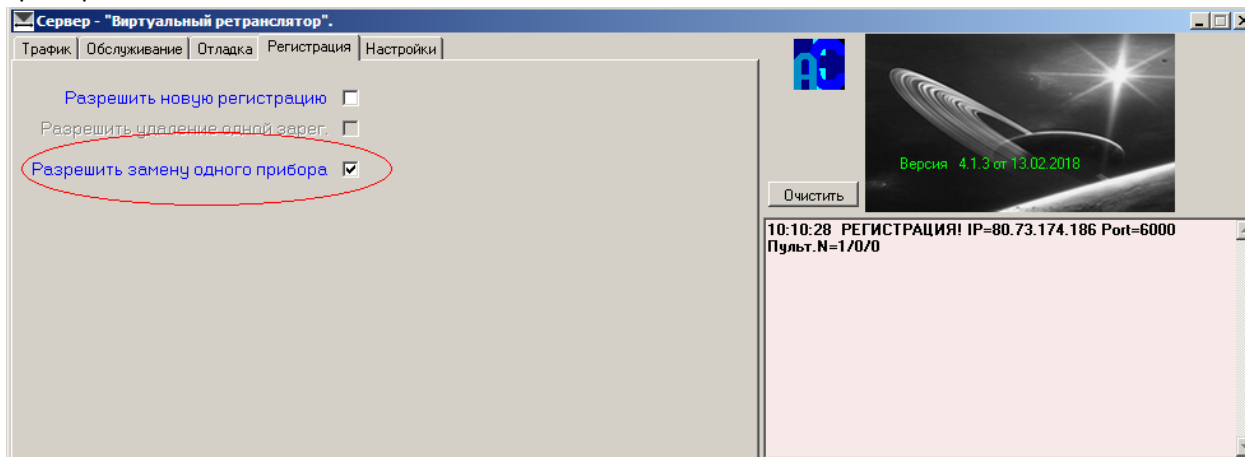 Сервер - "Виртуальный ретранслятор".
Трафик Обслуживание Отладка Регистрация Настройки
Разрешить новую регистрацию
Разрешить удаление одной зарег.
Разрешить замену одного прибора
АС
Версия 4.1.3 от 13.02.2018
Очистить
10:10:28 РЕГИСТРАЦИЯ! IP=80.73.174.186 Port=6000
Пульт.N=1/0/0